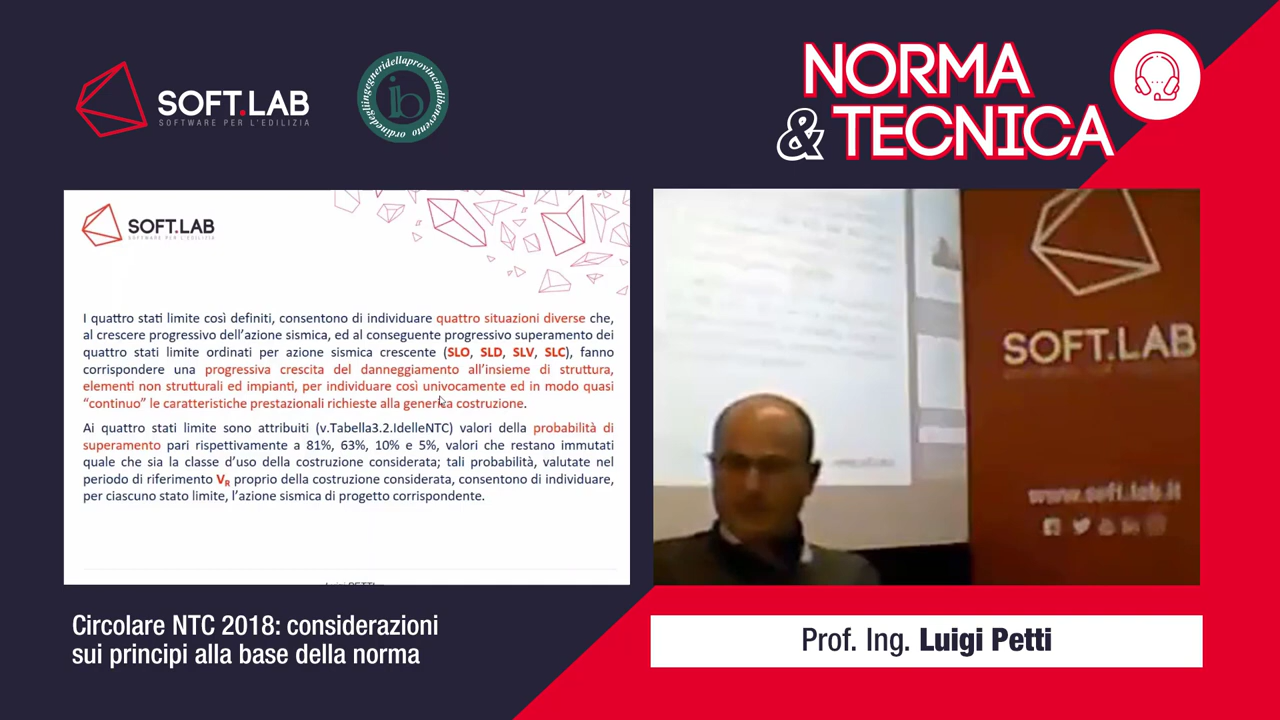 SOFT.LAB
SOFTWARE PER L'EDILIZIA
ordinedegliingegneridellaprovinciadibenevento
ib
NORMA
& TECNICA
SOFT.LAB
SOFTWARE PER L'EDILIZIA
I quattro stati limite così definiti, consentono di individuare quattro situazioni diverse che,
al crescere progressivo dell'azione sismica, ed al conseguente progressivo superamento dei
quattro stati limite ordinati per azione sismica crescente (SLO, SLD, SLV, SLC), fanno
corrispondere una progressiva crescita del danneggiamento all'insieme di struttura,
elementi non strutturali ed impianti, per individuare così univocamente ed in modo quasi
"continuo" le caratteristiche prestazionali richieste alla generica costruzione.
Ai quattro stati limite sono attribuiti (v.Tabella3.2.IdelleNTC) valori della probabilità di
superamento pari rispettivamente a 81%, 63%, 10% e 5%, valori che restano immutati
quale che sia la classe d'uso della costruzione considerata; tali probabilità, valutate nel
periodo di riferimento VR proprio della costruzione considerata, consentono di individuare,
per ciascuno stato limite, l'azione sismica di progetto corrispondente.
SOFT.LAB
www.soft.lab.it
Circolare NTC 2018: considerazioni
sui principi alla base della norma
Prof. Ing. Luigi Petti